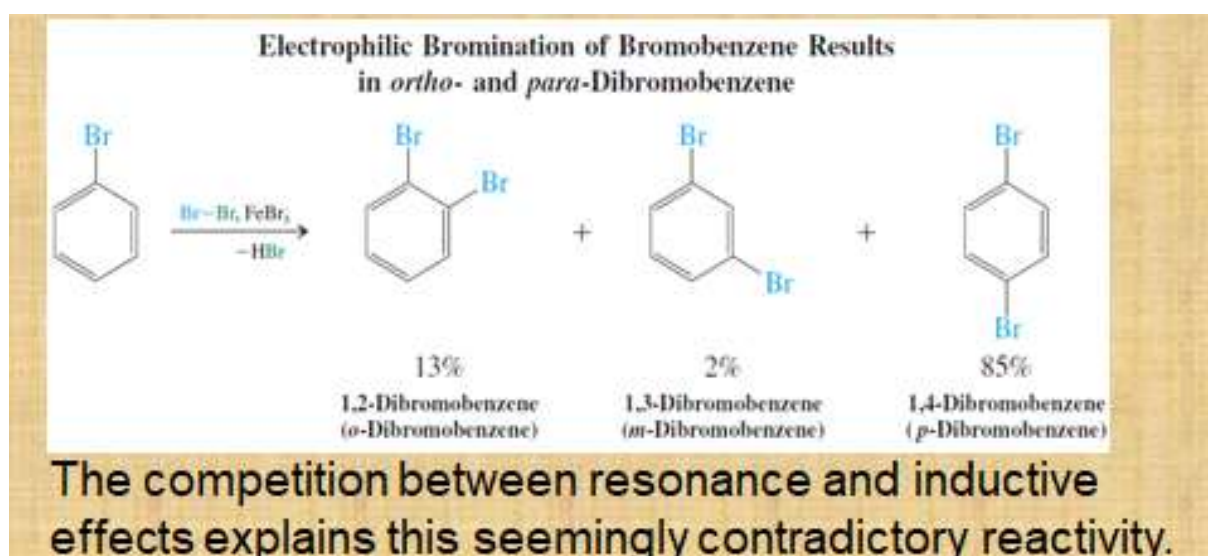 Electrophilic Bromination of Bromobenzene Results
in ortho- and para-Dibromobenzene
Br
Br
Br
Br
Br
Br
Br
Br–Br, FeBr₃
–HBr
+
+
13%
2%
85%
1,2-Dibromobenzene
(o-Dibromobenzene)
1,3-Dibromobenzene
(m-Dibromobenzene)
1,4-Dibromobenzene
(p-Dibromobenzene)
The competition between resonance and inductive
effects explains this seemingly contradictory reactivity.